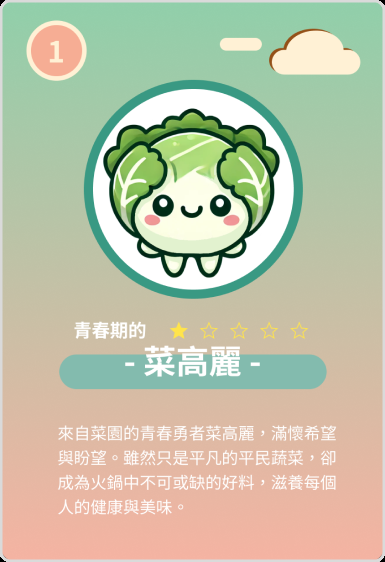 1
青春期的 ★ ☆ ☆ ☆ ☆
- 菜高麗 -
來自菜園的青春勇者菜高麗，滿懷希望
與盼望。雖然只是平凡的平民蔬菜，卻
成為火鍋中不可或缺的好料，滋養每個
人的健康與美味。